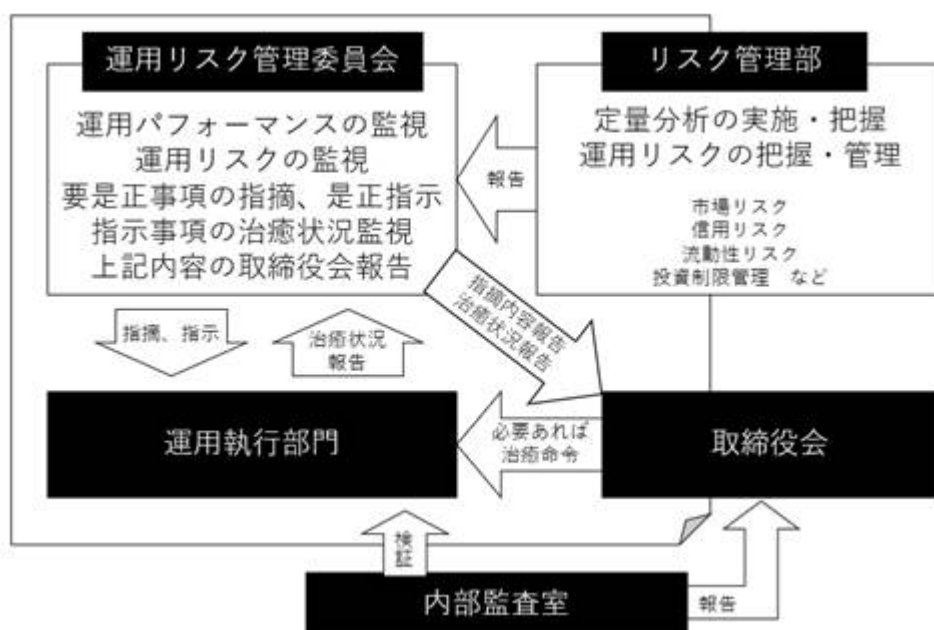 運用リスク管理委員会
運用パフォーマンスの監視
運用リスクの監視
要是正事項の指摘、是正指示
指示事項の治癒状況監視
上記内容の取締役会報告
リスク管理部
定量分析の実施・把握
運用リスクの把握・管理
市場リスク
信用リスク
流動性リスク
投資制限管理　など
報告
指摘、指示
治癒状況
報告
指摘内容報告
治癒状況報告
運用執行部門
必要あれば
治癒命令
取締役会
検証
内部監査室
報告